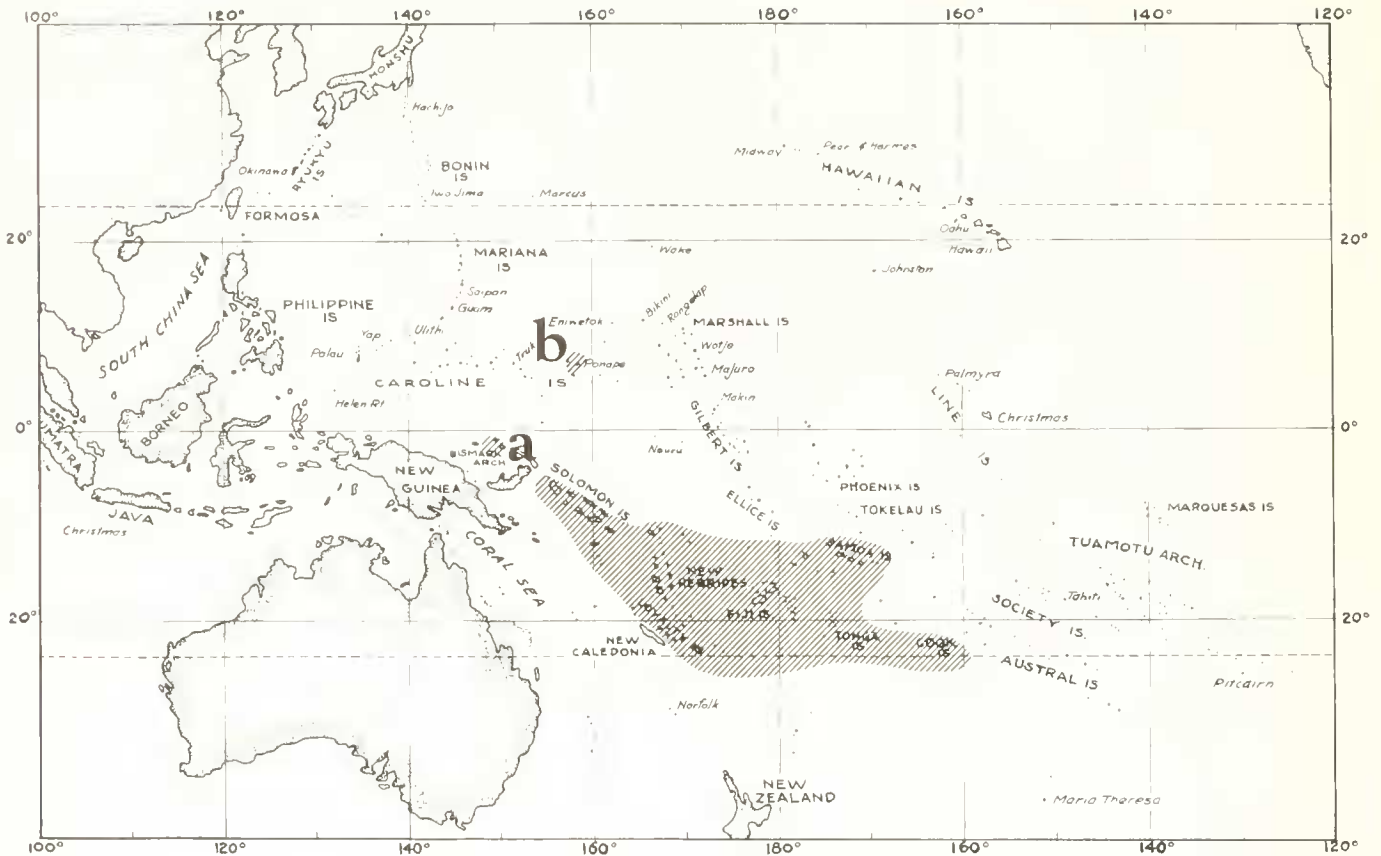 100° 120° 140° 160° 180° 160° 140° 120°
HONSHU
Hachijo
Midway
Pearl & Hermes
BONIN
IS
HAWAIIAN
IS
Okinawa
RYUKYU
IS
Iwo Jima
Marcus
FORMOSA
Oahu
Hawaii
20°
20°
MARIANA
IS
Wake
Johnston
SOUTH CHINA SEA
Saipan
Guam
PHILIPPINE
IS
Bikini
Rongelap
Eniwetok
MARSHALL IS
b
Yap
Ulithi
Truk
Ponape
Wotje
Palau
Majuro
CAROLINE IS
Palmyra
Helen Rf
Makin
LINE
IS
Christmas
BORNEO
GILBERT IS
0°
0°
a
UMATRA
BISMARK
ARCH
Nauru
NEW
GUINEA
SOLOMON IS
PHOENIX IS
ELLICE IS
TOKELAU IS
MARQUESAS IS
JAVA
Christmas
CORAL SEA
TUAMOTU ARCH.
SAMOA IS
NEW
HEBRIDES
Tahiti
SOCIETY
IS
FIJI IS
LOYALTY
20°
20°
NEW
CALEDONIA
TONGA
IS
COOK
IS
AUSTRAL IS
Pitcairn
Norfolk
NEW
ZEALAND
Maria Theresa
100° 120° 140° 160° 180° 160° 140° 120°